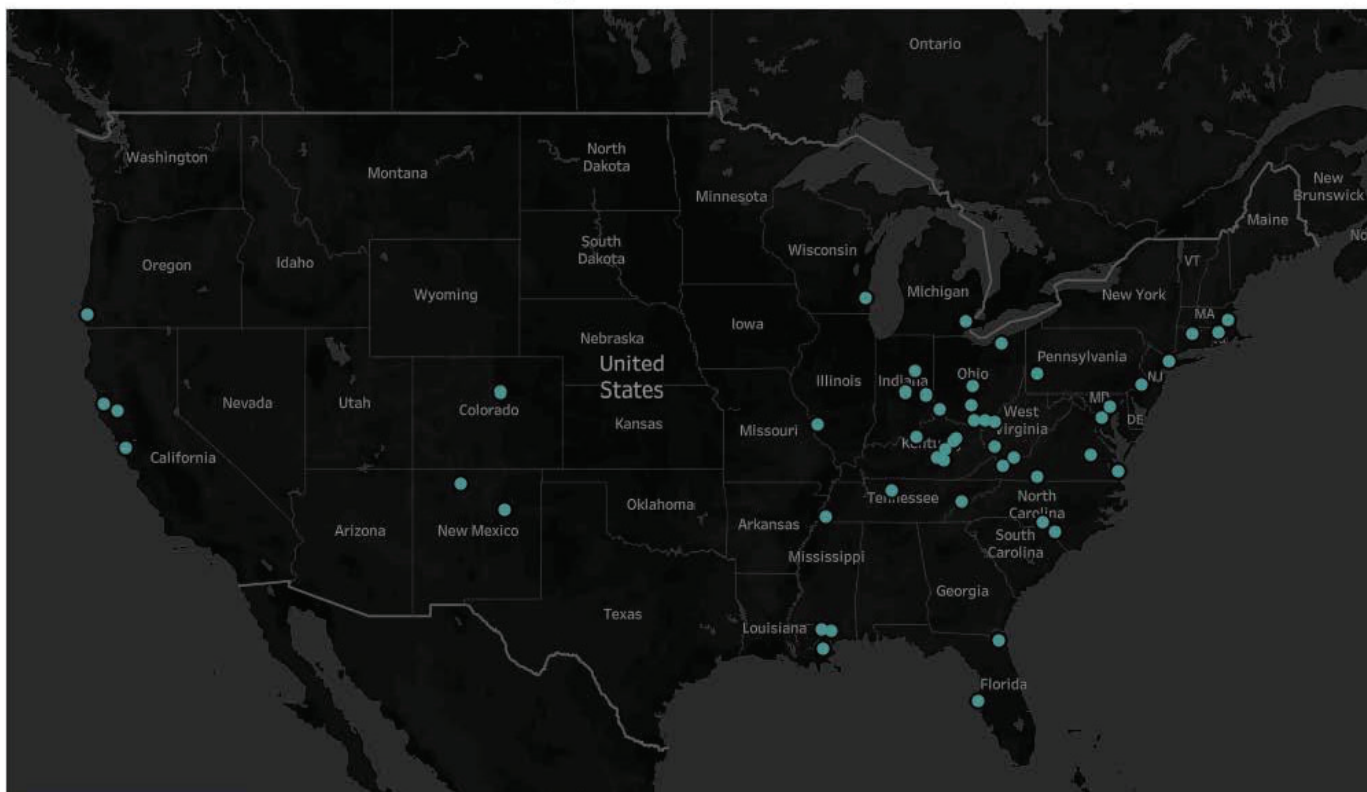 Ontario
Washington
North
Dakota
Montana
Minnesota
New
Brunswick
Maine
South
Dakota
Wisconsin
VT
Oregon
Idaho
Wyoming
Michigan
New York
MA
Iowa
Nebraska
United
States
Pennsylvania
Illinois
Indiana
Ohio
NJ
Nevada
Utah
Colorado
Kansas
Missouri
West
Virginia
MD
DE
California
Oklahoma
Tennessee
North
Carolina
Arizona
New Mexico
Arkansas
South
Carolina
Mississippi
Georgia
Texas
Louisiana
Florida